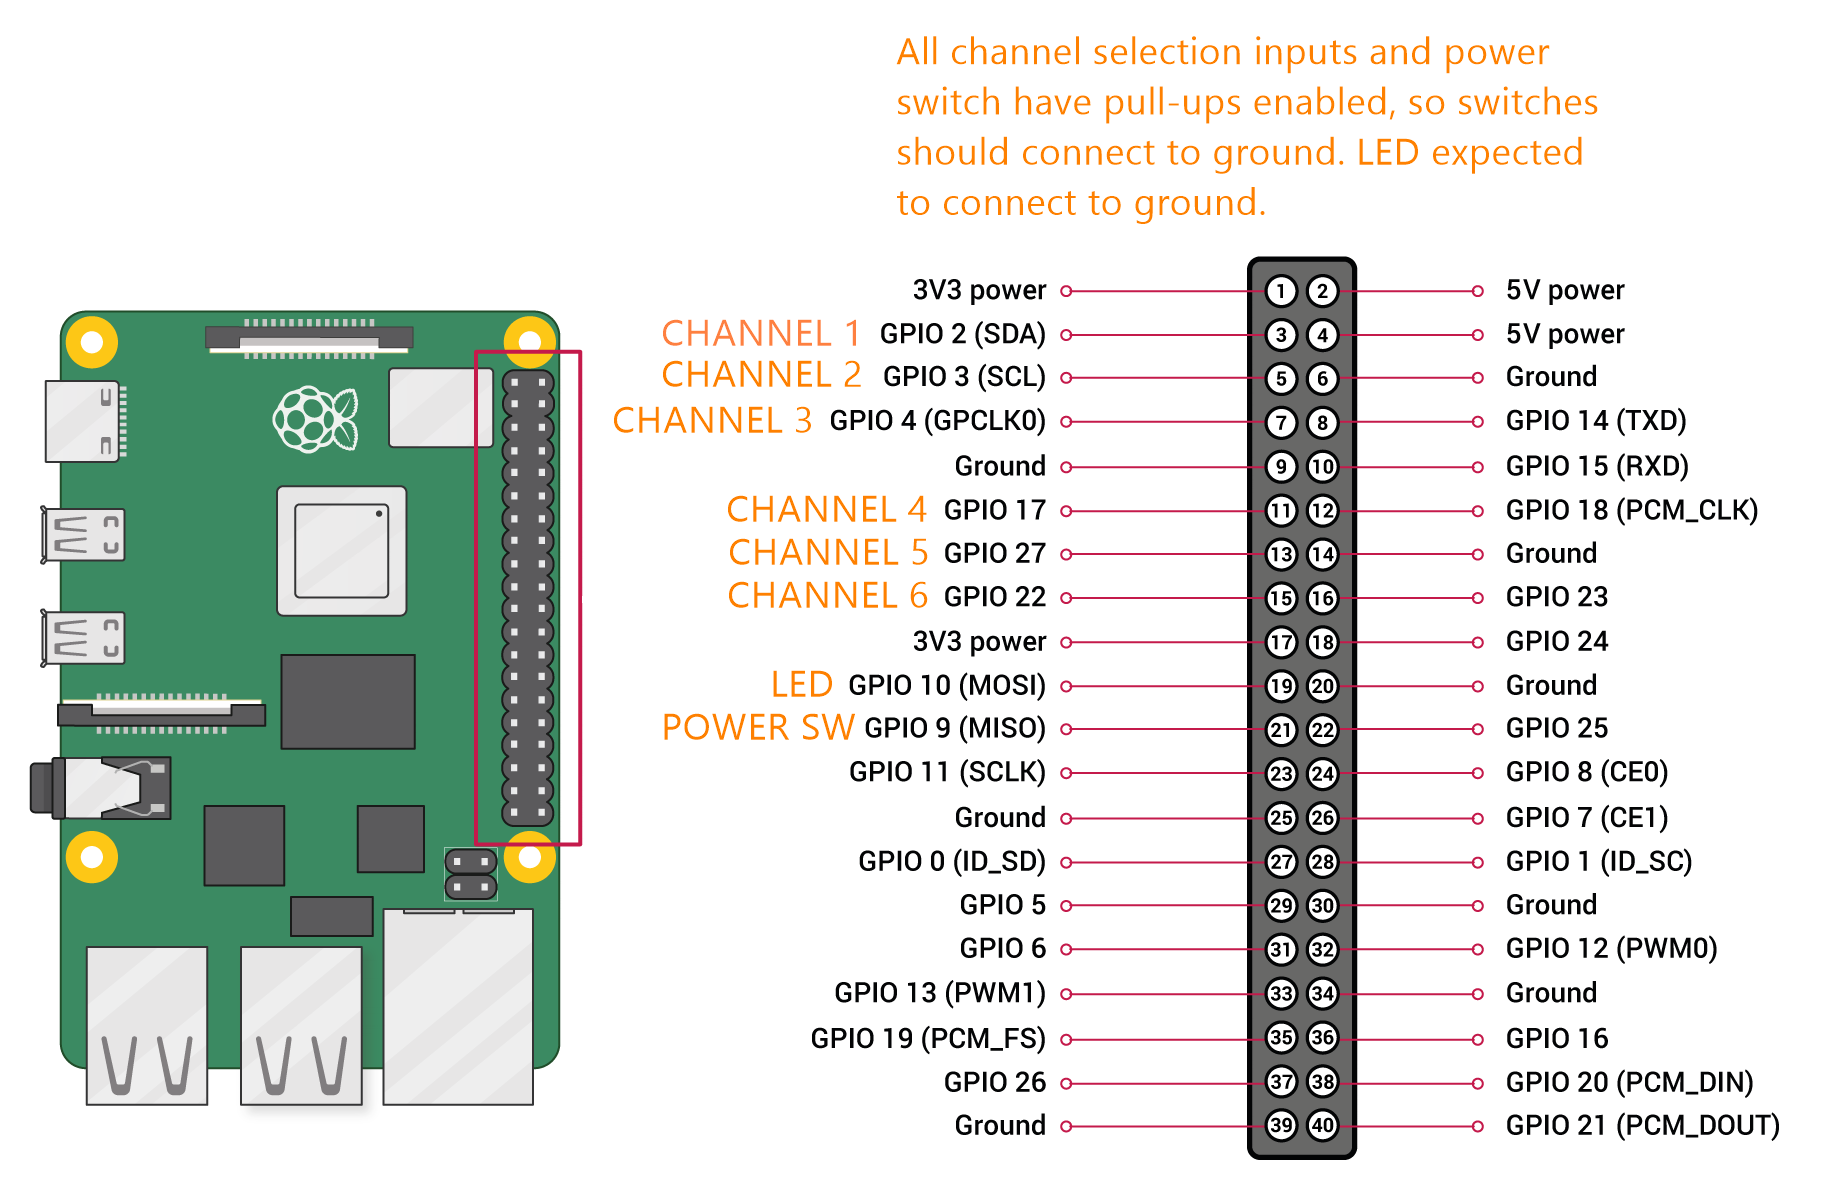 All channel selection inputs and power
switch have pull-ups enabled, so switches
should connect to ground. LED expected
to connect to ground.
3V3 power 1 2 5V power
CHANNEL 1 GPIO 2 (SDA) 3 4 5V power
CHANNEL 2 GPIO 3 (SCL) 5 6 Ground
CHANNEL 3 GPIO 4 (GPCLK0) 7 8 GPIO 14 (TXD)
Ground 9 10 GPIO 15 (RXD)
CHANNEL 4 GPIO 17 11 12 GPIO 18 (PCM_CLK)
CHANNEL 5 GPIO 27 13 14 Ground
CHANNEL 6 GPIO 22 15 16 GPIO 23
3V3 power 17 18 GPIO 24
LED GPIO 10 (MOSI) 19 20 Ground
POWER SW GPIO 9 (MISO) 21 22 GPIO 25
GPIO 11 (SCLK) 23 24 GPIO 8 (CE0)
Ground 25 26 GPIO 7 (CE1)
GPIO 0 (ID_SD) 27 28 GPIO 1 (ID_SC)
GPIO 5 29 30 Ground
GPIO 6 31 32 GPIO 12 (PWM0)
GPIO 13 (PWM1) 33 34 Ground
GPIO 19 (PCM_FS) 35 36 GPIO 16
GPIO 26 37 38 GPIO 20 (PCM_DIN)
Ground 39 40 GPIO 21 (PCM_DOUT)